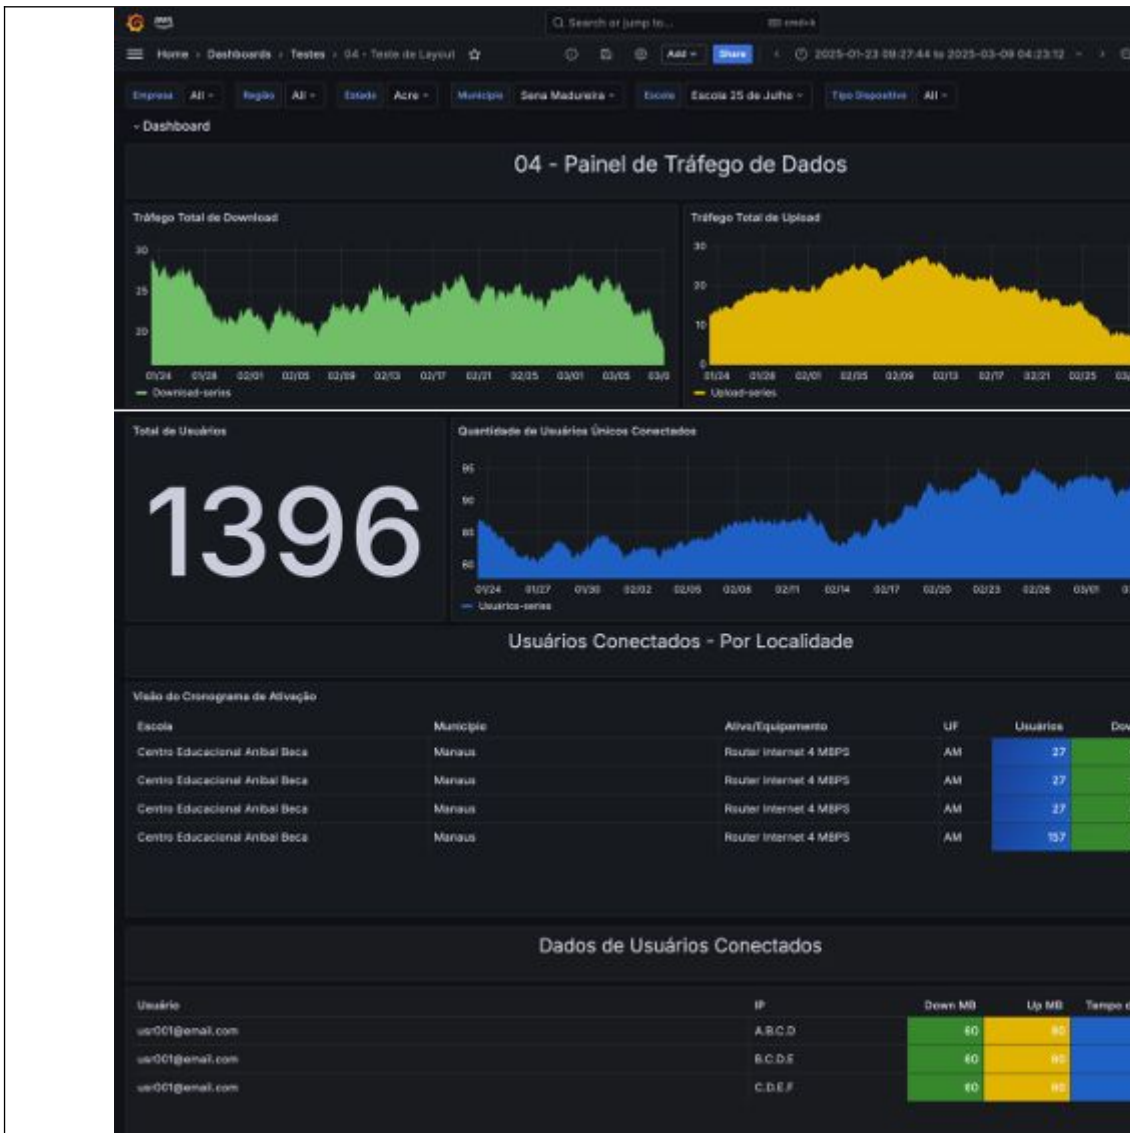 aws Search or jump to... cmd+k
Home › Dashboards › Testes › 04 - Teste de Layout Add Share 2025-01-23 09:27:44 to 2025-03-09 04:23:12
Empresa All Região All Estado Acre Município Sena Madureira Escola Escola 25 de Julho Tipo Dispositivo All
Dashboard
04 - Painel de Tráfego de Dados
Tráfego Total de Download
30
25
20
01/24 01/28 02/01 02/05 02/09 02/13 02/17 02/21 02/25 03/01 03/05 03/0
Download-series
Tráfego Total de Upload
30
20
10
0
01/24 01/28 02/01 02/05 02/09 02/13 02/17 02/21 02/25 03/
Upload-series
Total de Usuários
1396
Quantidade de Usuários Únicos Conectados
95
90
85
80
01/24 01/27 01/30 02/02 02/05 02/08 02/11 02/14 02/17 02/20 02/23 02/26 03/01
Usuários-series
Usuários Conectados - Por Localidade
Visão do Cronograma de Ativação
Escola Município Ativo/Equipamento UF Usuários Dow
Centro Educacional Aníbal Beca Manaus Router Internet 4 MBPS AM 27
Centro Educacional Aníbal Beca Manaus Router Internet 4 MBPS AM 27
Centro Educacional Aníbal Beca Manaus Router Internet 4 MBPS AM 27
Centro Educacional Aníbal Beca Manaus Router Internet 4 MBPS AM 157
Dados de Usuários Conectados
Usuário IP Down MB Up MB Tempo d
usr001@email.com A.B.C.D 60 80
usr001@email.com B.C.D.E 60 80
usr001@email.com C.D.E.F 60 80